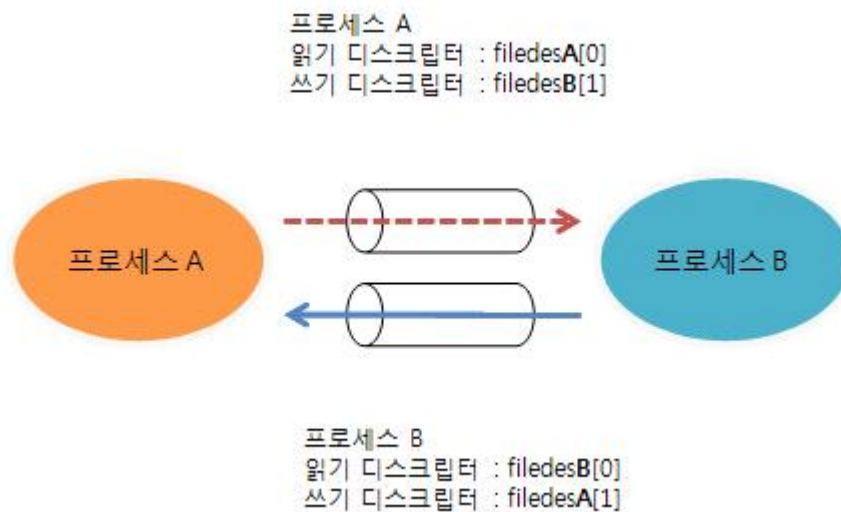 프로세스 A
읽기 디스크립터 : filedesA[0]
쓰기 디스크립터 : filedesB[1]
프로세스 A
프로세스 B
프로세스 B
읽기 디스크립터 : filedesB[0]
쓰기 디스크립터 : filedesA[1]